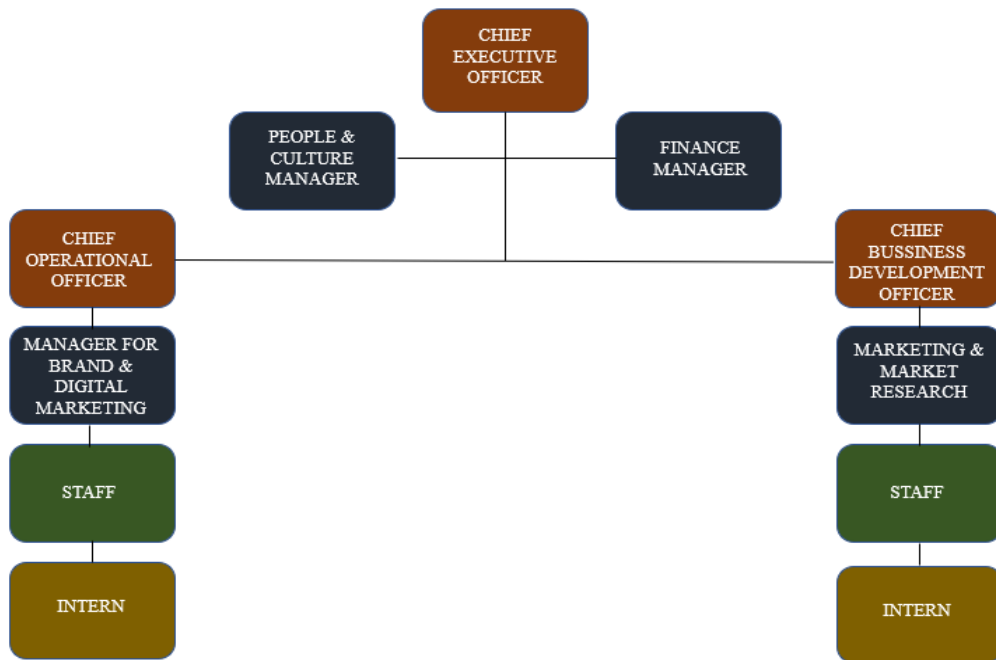 CHIEF
EXECUTIVE
OFFICER
PEOPLE &
CULTURE
MANAGER
FINANCE
MANAGER
CHIEF
OPERATIONAL
OFFICER
CHIEF
BUSSINESS
DEVELOPMENT
OFFICER
MANAGER FOR
BRAND &
DIGITAL
MARKETING
MARKETING &
MARKET
RESEARCH
STAFF
STAFF
INTERN
INTERN